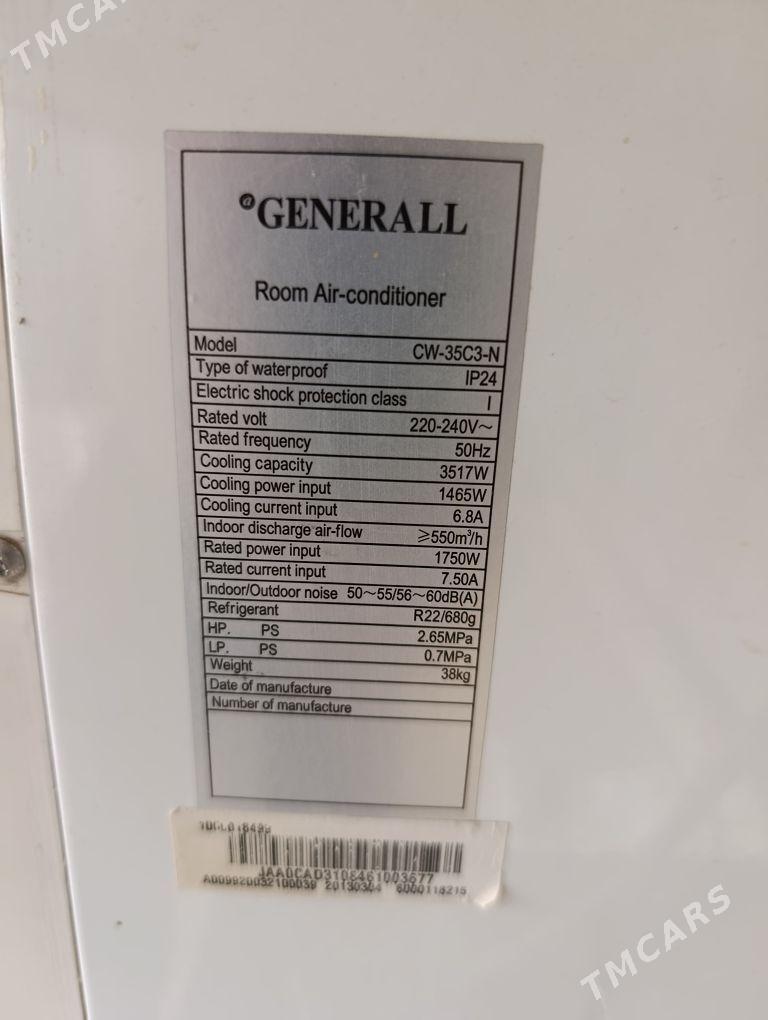 TMCARS
@GENERALL
Room Air-conditioner
Model CW-35C3-N
Type of waterproof IP24
Electric shock protection class I
Rated volt 220-240V~
Rated frequency 50Hz
Cooling capacity 3517W
Cooling power input 1465W
Cooling current input 6.8A
Indoor discharge air-flow ≥550m³/h
Rated power input 1750W
Rated current input 7.50A
Indoor/Outdoor noise 50~55/56~60dB(A)
Refrigerant R22/680g
HP. PS 2.65MPa
LP. PS 0.7MPa
Weight 38kg
Date of manufacture
Number of manufacture
JAA0CAD3108461003677
A009920032100039 20130304 6000118215
TMCARS